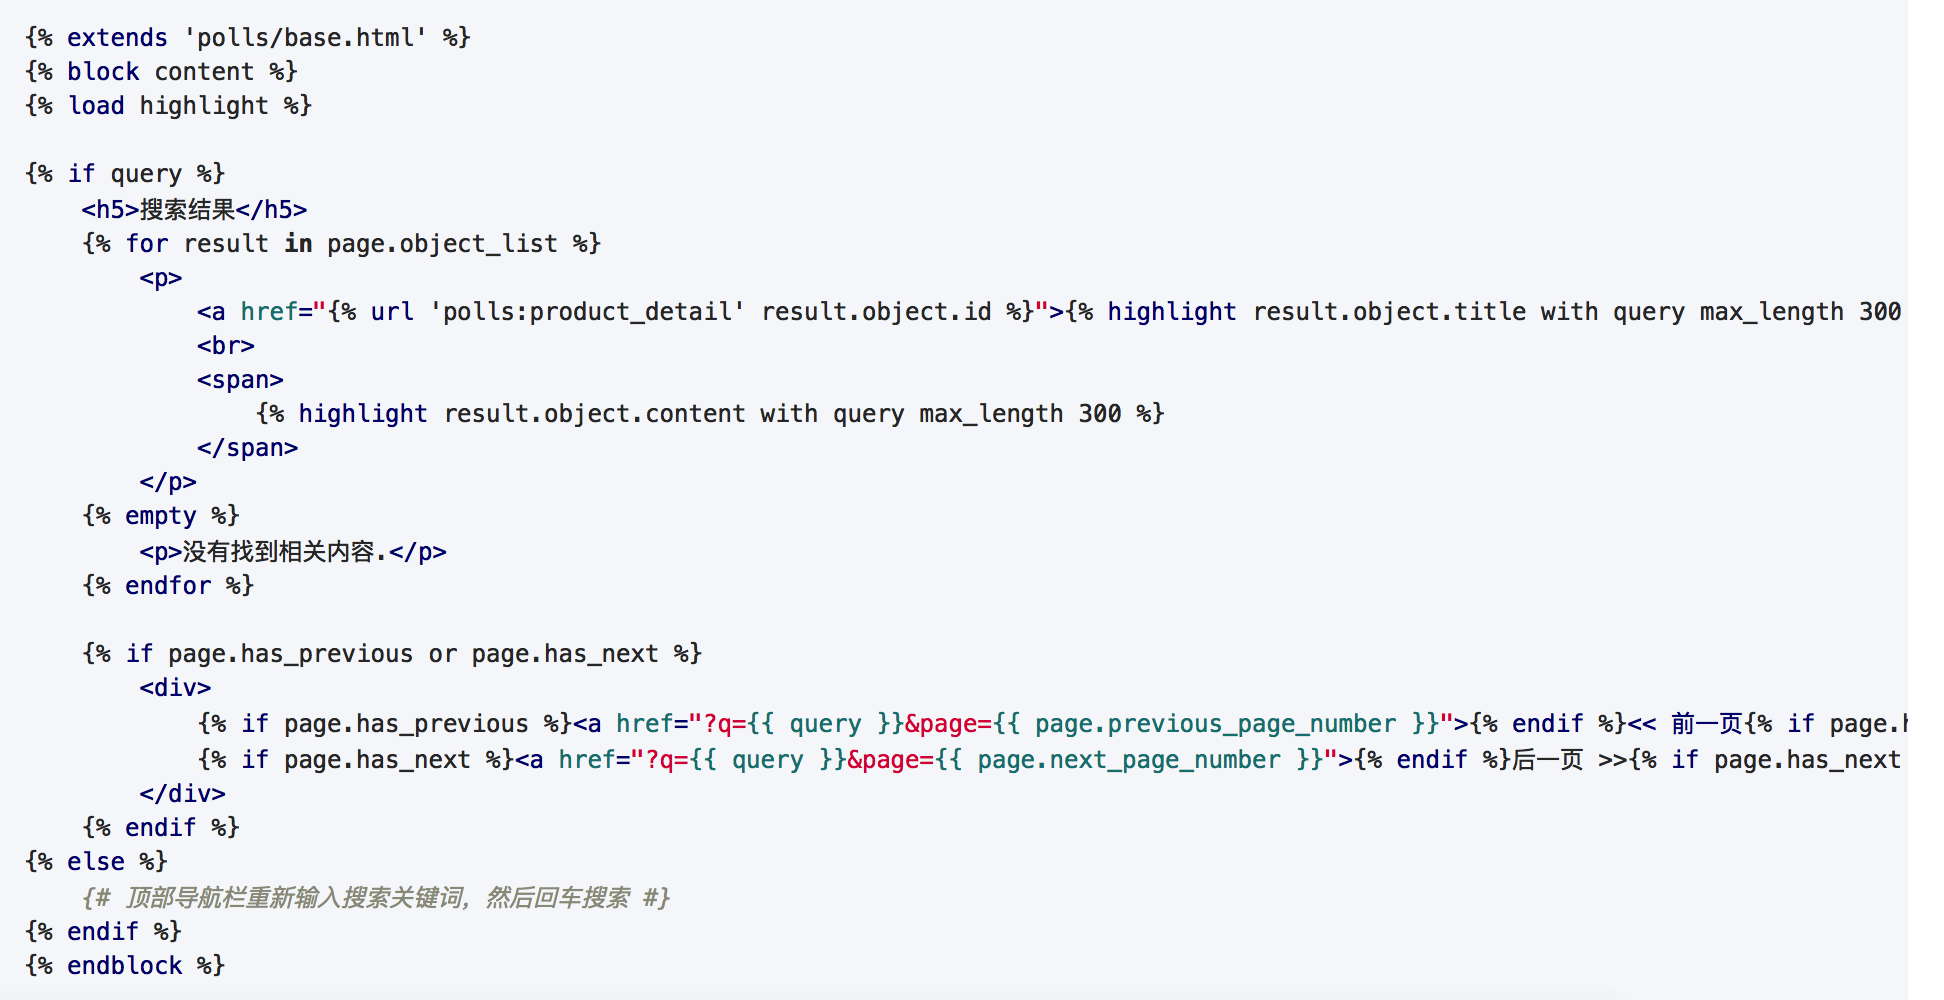 {% extends 'polls/base.html' %}
{% block content %}
{% load highlight %}
{% if query %}
<h5>搜索结果</h5>
{% for result in page.object_list %}
<p>
<a href="{% url 'polls:product_detail' result.object.id %}">{% highlight result.object.title with query max_length 300
<br>
<span>
{% highlight result.object.content with query max_length 300 %}
</span>
</p>
{% empty %}
<p>没有找到相关内容.</p>
{% endfor %}
{% if page.has_previous or page.has_next %}
<div>
{% if page.has_previous %}<a href="?q={{ query }}&page={{ page.previous_page_number }}">{% endif %}<< 前一页{% if page.
{% if page.has_next %}<a href="?q={{ query }}&page={{ page.next_page_number }}">{% endif %}后一页 >>{% if page.has_next
</div>
{% endif %}
{% else %}
{# 顶部导航栏重新输入搜索关键词, 然后回车搜索 #}
{% endif %}
{% endblock %}